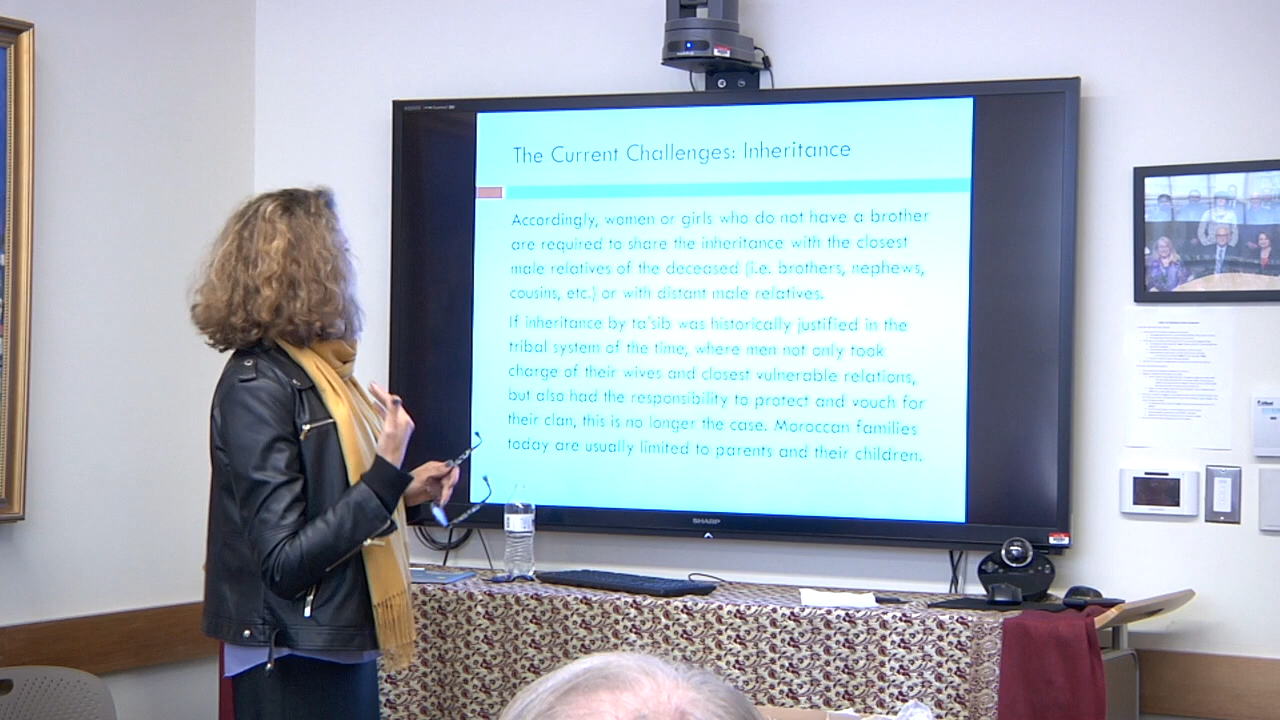 The Current Challenges: Inheritance
Accordingly, women or girls who do not have a brother
are required to share the inheritance with the closest
male relatives of the deceased (i.e. brothers, nephews,
cousins, etc.) or with distant male relatives.
If inheritance by ta'sib was historically justified in the
tribal system of the time, where men not only took
charge of their wives and close vulnerable relations,
but also had the responsibility to protect and vouch for
their clan, this is no longer the case. Moroccan families
today are usually limited to parents and their children.
SHARP